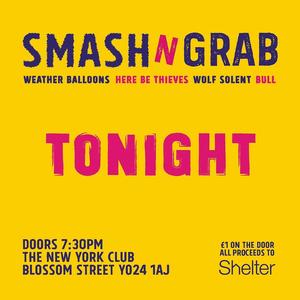 SMASH N GRAB
WEATHER BALLOONS HERE BE THIEVES WOLF SOLENT BULL
TONIGHT
DOORS 7:30PM
THE NEW YORK CLUB
BLOSSOM STREET YO24 1AJ
£1 ON THE DOOR
ALL PROCEEDS TO
Shelter